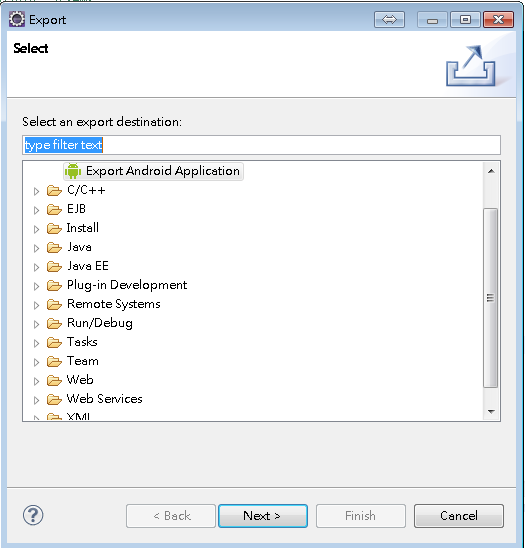 Export
Select
Select an export destination:
type filter text
Export Android Application
C/C++
EJB
Install
Java
Java EE
Plug-in Development
Remote Systems
Run/Debug
Tasks
Team
Web
Web Services
XML
?
< Back
Next >
Finish
Cancel